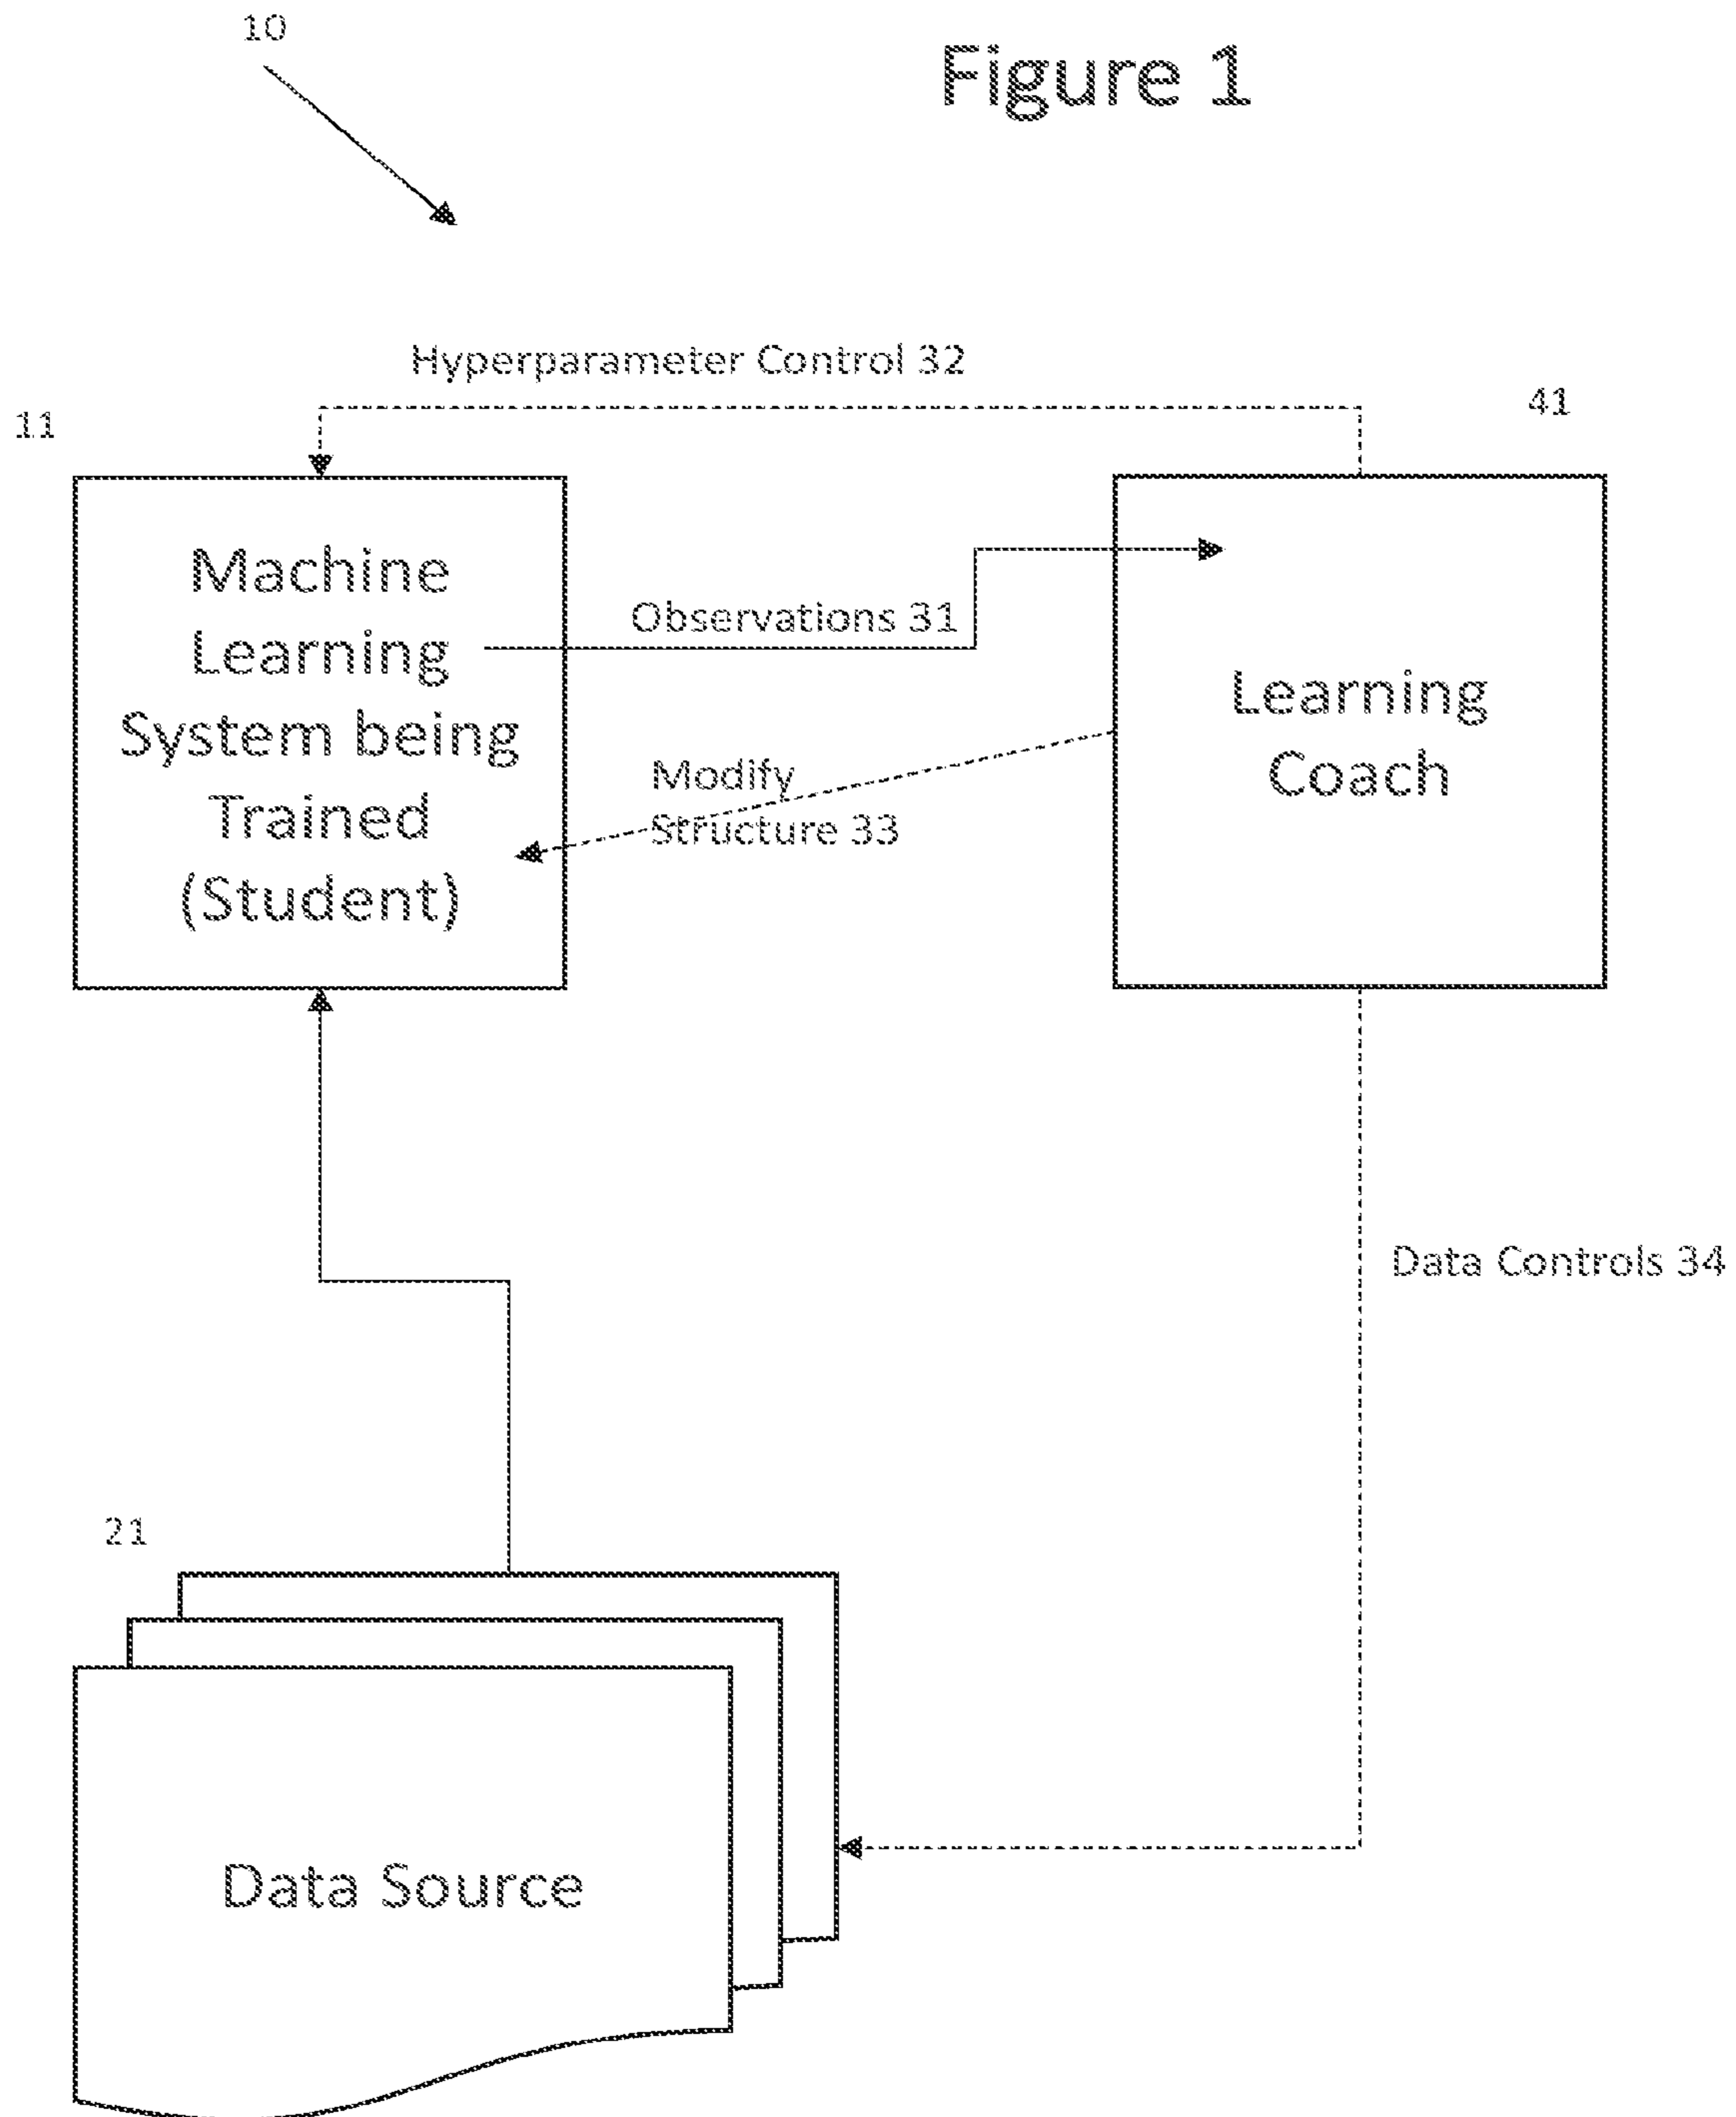 10
Figure 1
Hyperparameter Control 32
11
41
Machine
Learning
System being
Trained
(Student)
Observations 31
Modify
Structure 33
Learning
Coach
Data Controls 34
21
Data Source